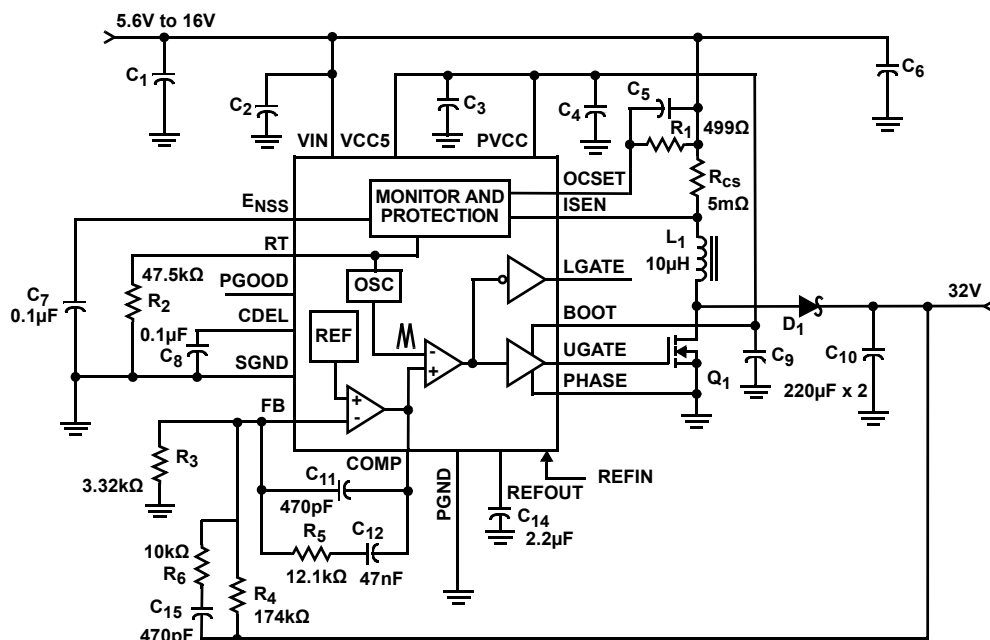 5.6V to 16V
C1
C2
C3
C4
C5
C6
R1
499Ω
VIN
VCC5
PVCC
OCSET
RCS
5mΩ
MONITOR AND
PROTECTION
ISEN
ENSS
RT
L1
10µH
47.5kΩ
R2
PGOOD
OSC
LGATE
C7
0.1µF
CDEL
0.1µF
C8
REF
BOOT
32V
D1
UGATE
C9
C10
SGND
PHASE
Q1
220µF x 2
FB
- +
+ -
R3
3.32kΩ
COMP
C11
470pF
PGND
REFOUT
REFIN
C14
2.2µF
R5
12.1kΩ
C12
47nF
10kΩ
R6
R4
174kΩ
C15
470pF